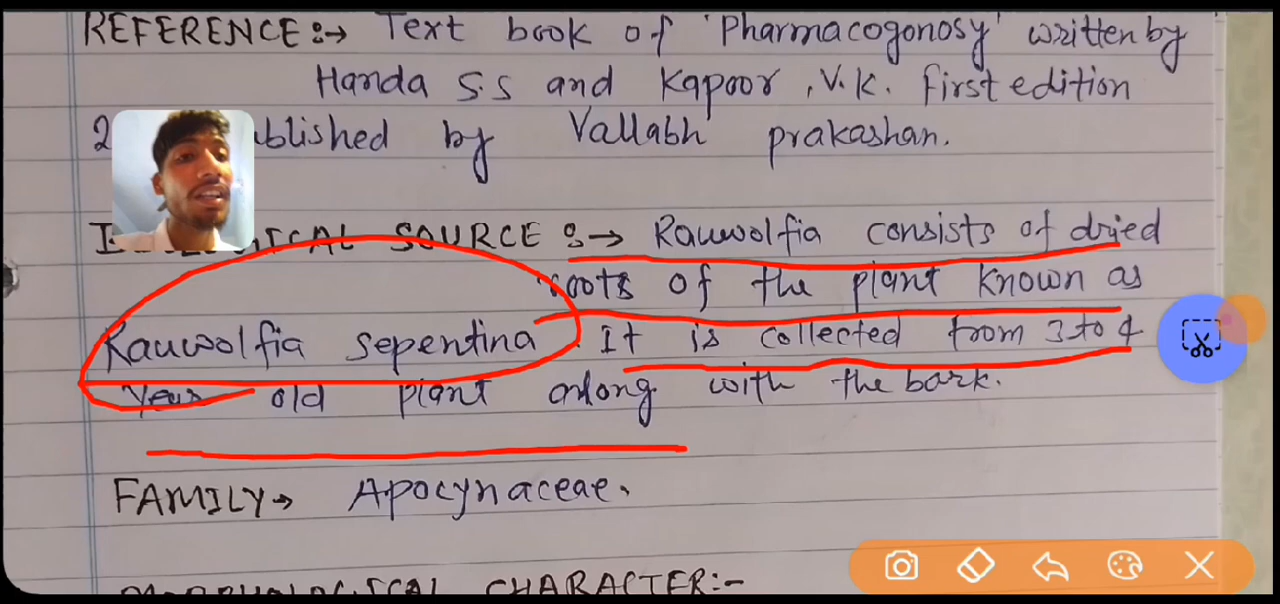 REFERENCE:→ Text book of 'Pharmacogonosy' written by
Handa S.S and Kapoor , V.K. First edition
by Vallabh prakashan.
SOURCE :→ Rauwolfia consists of dried
roots of the plant known as
Rauwolfia sepentina . It is collected from 3 to 4
Year old plant anlong with the bark.
FAMILY→ Apocynaceae.
CHARACTER:-